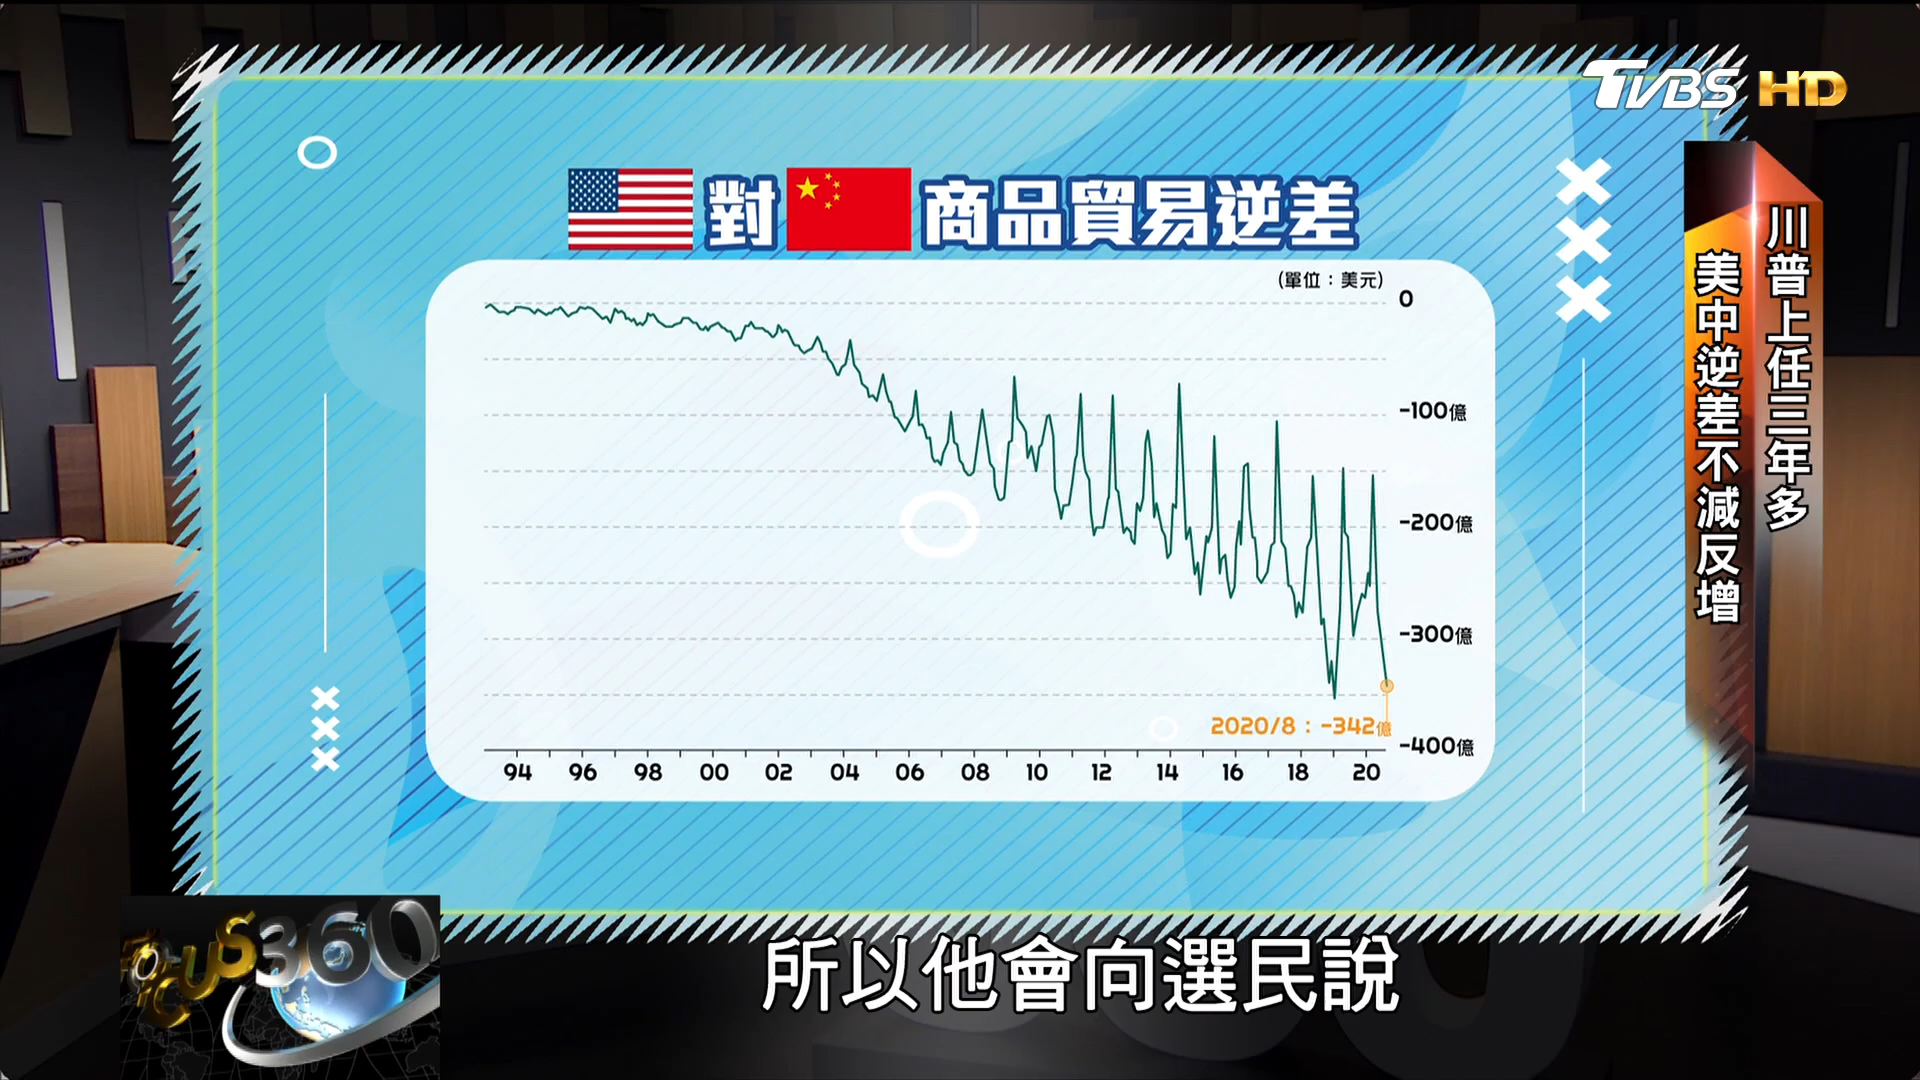 TVBS HD
對 商品貿易逆差
(單位：美元)
0
-100億
-200億
-300億
-400億
2020/8：-342億
94 96 98 00 02 04 06 08 10 12 14 16 18 20
川普上任三年多
美中逆差不減反增
FOCUS360
所以他會向選民說